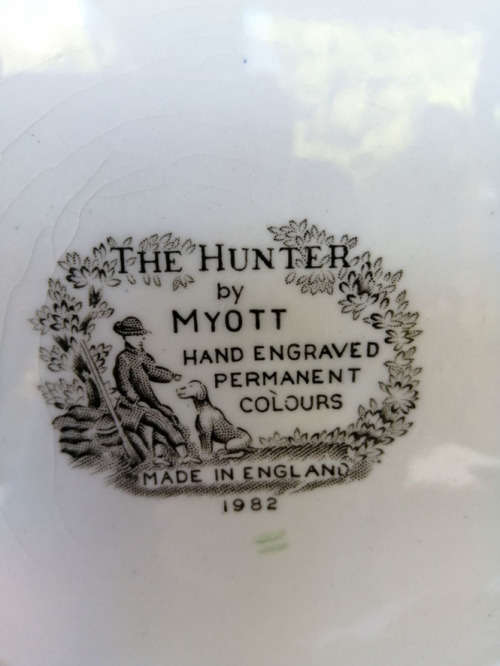 THE HUNTER
by
MYOTT
HAND ENGRAVED
PERMANENT
COLOURS
MADE IN ENGLAND
1982